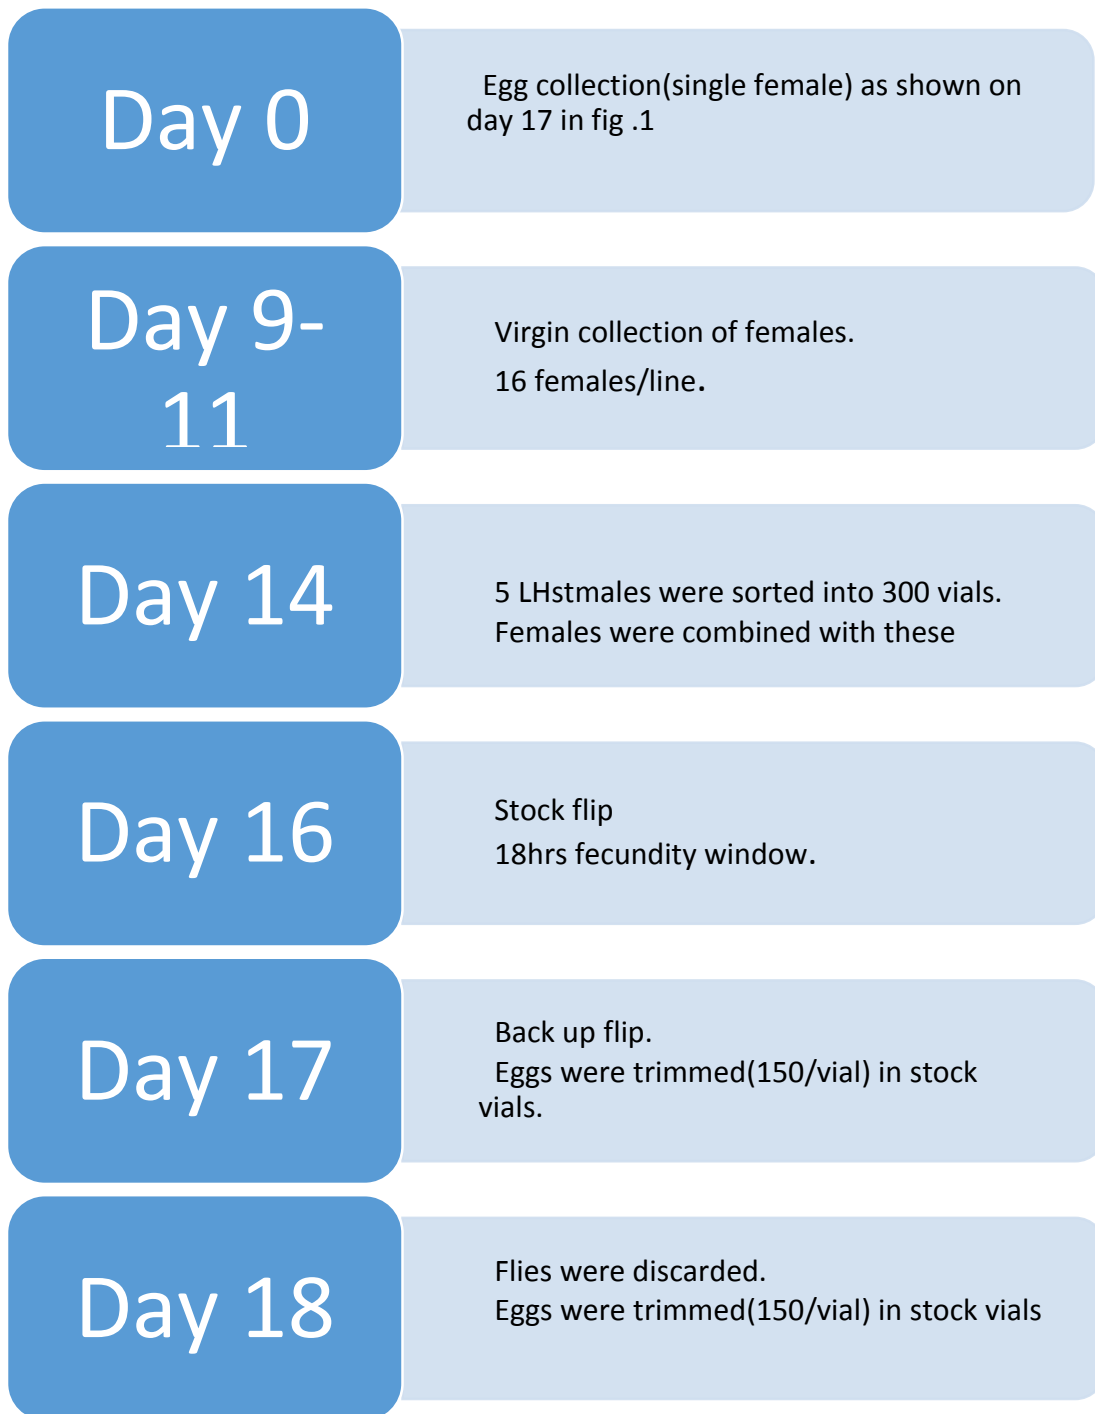 Day 0
Egg collection(single female) as shown on
day 17 in fig .1
Day 9-
11
Virgin collection of females.
16 females/line.
Day 14
5 LHstmales were sorted into 300 vials.
Females were combined with these
Day 16
Stock flip
18hrs fecundity window.
Day 17
Back up flip.
Eggs were trimmed(150/vial) in stock
vials.
Day 18
Flies were discarded.
Eggs were trimmed(150/vial) in stock vials